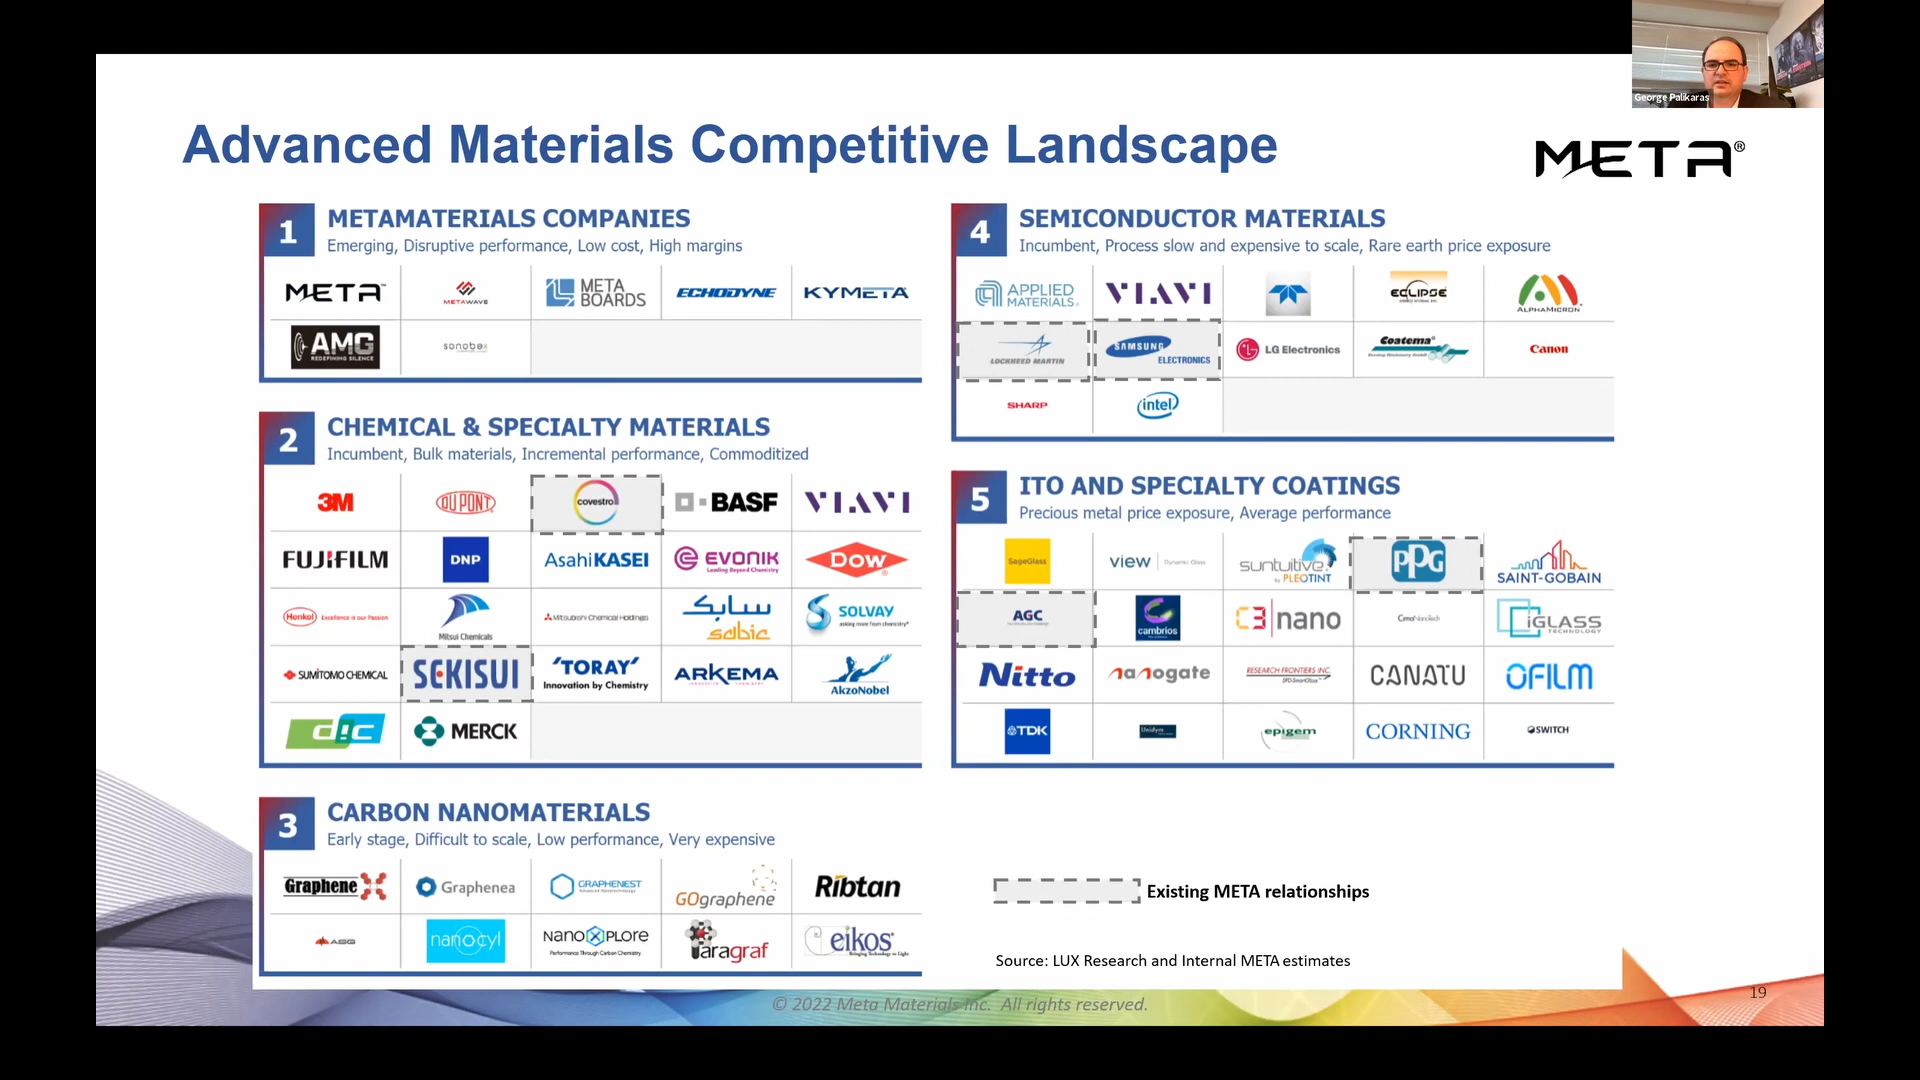 George Palikaras
Advanced Materials Competitive Landscape
META®
1
METAMATERIALS COMPANIES
Emerging, Disruptive performance, Low cost, High margins
META
METAWAVE
META BOARDS
ECHODYNE
KYMETA
AMG
REDEFINING SILENCE
sonobex
2
CHEMICAL & SPECIALTY MATERIALS
Incumbent, Bulk materials, Incremental performance, Commoditized
3M
DUPONT
covestro
BASF
VIAVI
FUJIFILM
DNP
AsahiKASEI
EVONIK
Leading Beyond Chemistry
DOW
Henkel Excellence is our Passion
Mitsui Chemicals
Mitsubishi Chemical Holdings
سابك
sabic
SOLVAY
asking more from chemistry®
SUMITOMO CHEMICAL
SEKISUI
'TORAY'
Innovation by Chemistry
ARKEMA
INNOVATIVE CHEMISTRY
AkzoNobel
dic
MERCK
3
CARBON NANOMATERIALS
Early stage, Difficult to scale, Low performance, Very expensive
Graphene X
Graphenea
GRAPHENEST
GOgraphene
Ribtan
ASG
nanocyl
NANOXPLORE
Performance Through Carbon Chemistry
Paragraf
eikos
Bringing Technology to Light
4
SEMICONDUCTOR MATERIALS
Incumbent, Process slow and expensive to scale, Rare earth price exposure
APPLIED MATERIALS®
VIAVI
ECLIPSE
ALPHAMICRON
LOCKHEED MARTIN
SAMSUNG
ELECTRONICS
LG Electronics
Coatema®
Canon
SHARP
intel
5
ITO AND SPECIALTY COATINGS
Precious metal price exposure, Average performance
SageGlass
view Dynamic Glass
suntuitive
by PLEOTINT
PPG
SAINT-GOBAIN
AGC
cambrios
C3 nano
CimaNanoTech
iGLASS
TECHNOLOGY
Nitto
nanogate
RESEARCH FRONTIERS INC.
SPD-SmartGlass
CANATU
OFILM
TDK
Unidym
epigem
CORNING
SWITCH
Existing META relationships
Source: LUX Research and Internal META estimates
© 2022 Meta Materials Inc. All rights reserved.
19